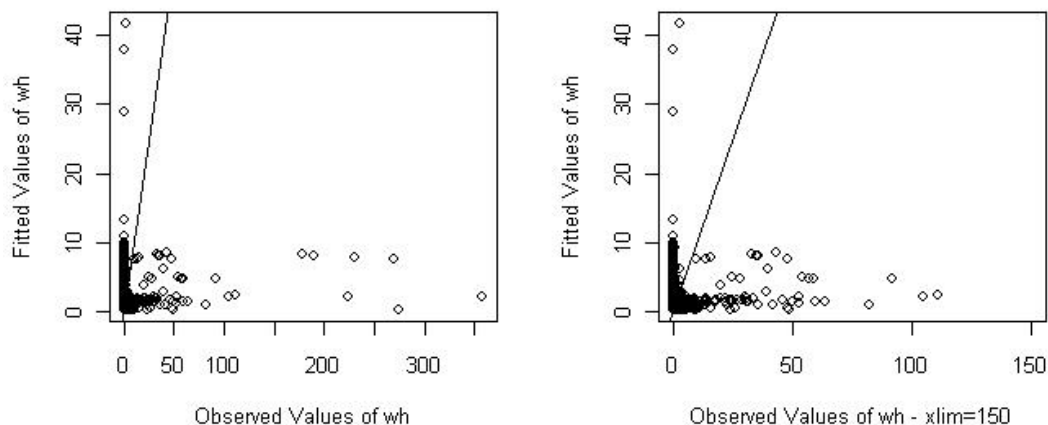 Fitted Values of wh
40
30
20
10
0
0 50 100 200 300
Observed Values of wh
Fitted Values of wh
40
30
20
10
0
0 50 100 150
Observed Values of wh - xlim=150